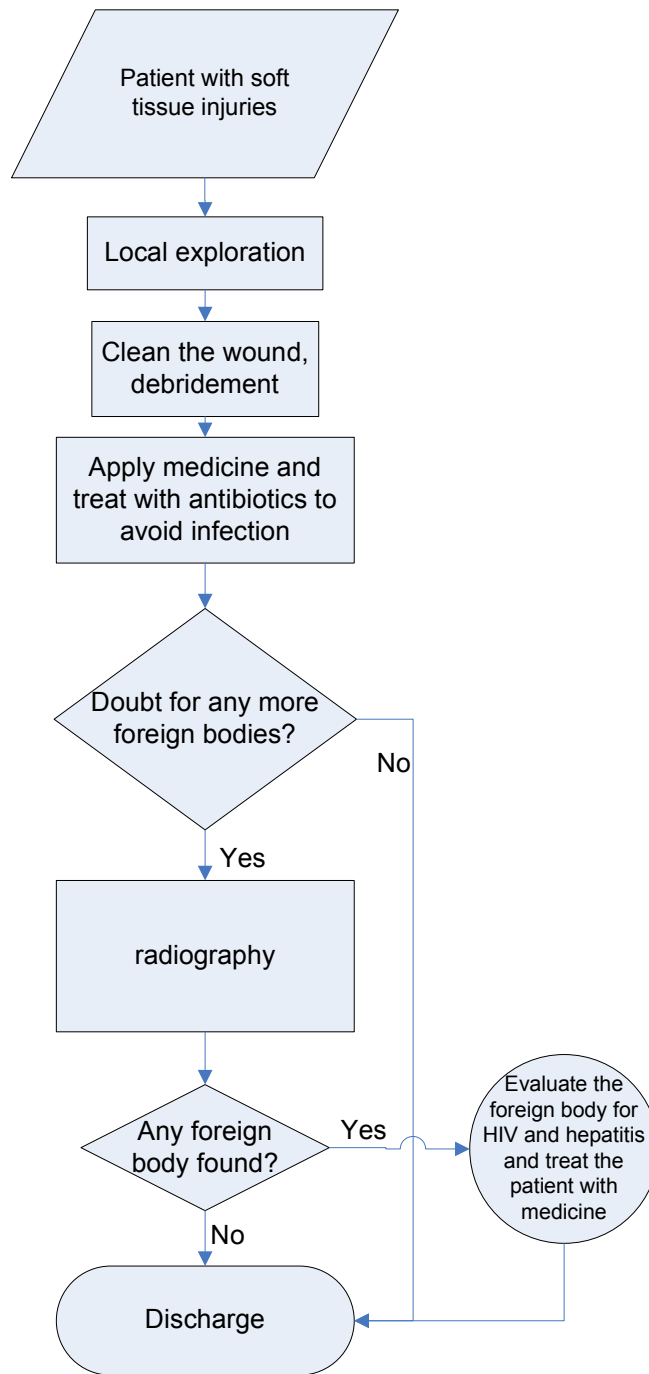 Patient with soft
tissue injuries
Local exploration
Clean the wound,
debridement
Apply medicine and
treat with antibiotics to
avoid infection
Doubt for any more
foreign bodies?
No
Yes
radiography
Any foreign
body found?
Yes
Evaluate the
foreign body for
HIV and hepatitis
and treat the
patient with
medicine
No
Discharge